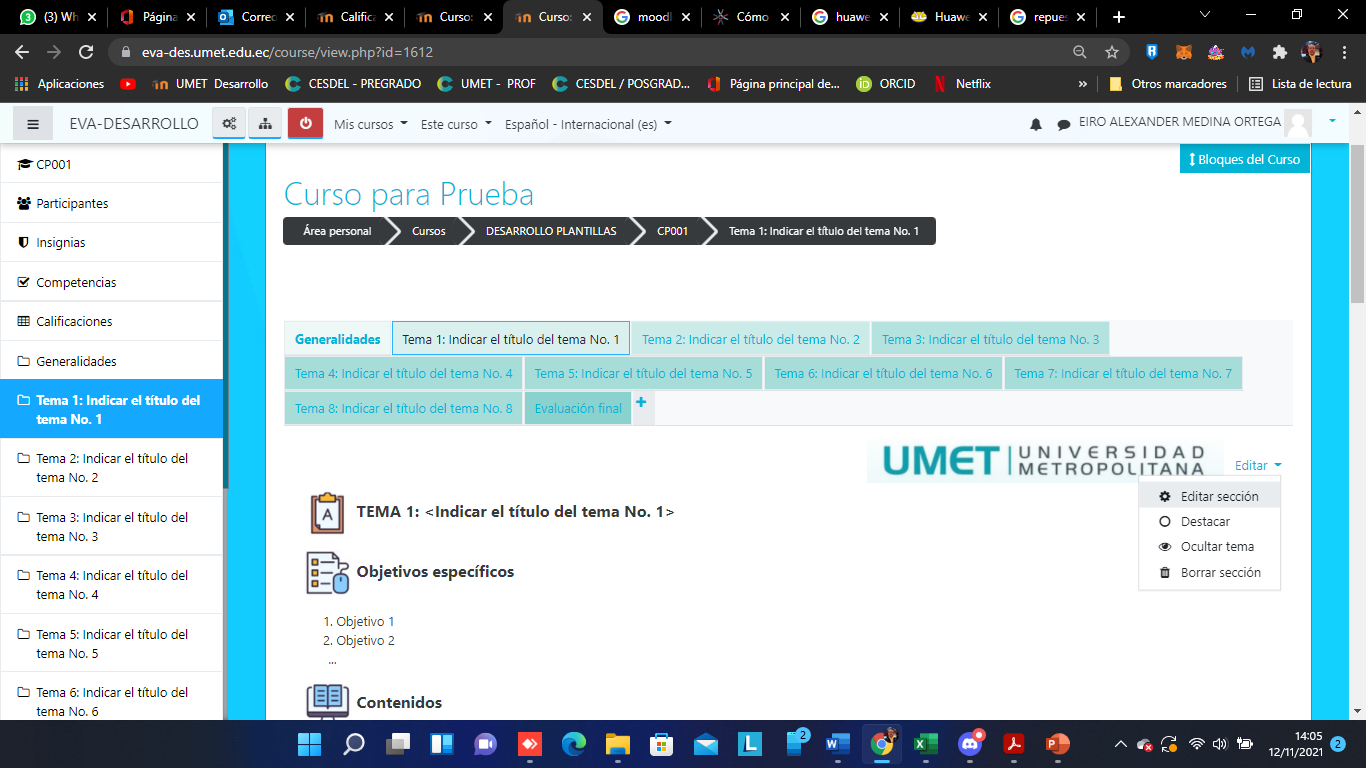 (3) Wh
Página
Correo
Califica
Curso:
Curso:
moodl
Cómo
huawe
Huawe
repues
eva-des.umet.edu.ec/course/view.php?id=1612
Aplicaciones
UMET Desarrollo
CESDEL - PREGRADO
UMET - PROF
CESDEL / POSGRAD...
Página principal de...
ORCID
Netflix
»
Otros marcadores
Lista de lectura
EVA-DESARROLLO
Mis cursos
Este curso
Español - Internacional (es)
EIRO ALEXANDER MEDINA ORTEGA
CP001
Participantes
Insignias
Competencias
Calificaciones
Generalidades
Tema 1: Indicar el título del
tema No. 1
Tema 2: Indicar el título del
tema No. 2
Tema 3: Indicar el título del
tema No. 3
Tema 4: Indicar el título del
tema No. 4
Tema 5: Indicar el título del
tema No. 5
Tema 6: Indicar el título del
tema No. 6
Bloques del Curso
Curso para Prueba
Área personal
Cursos
DESARROLLO PLANTILLAS
CP001
Tema 1: Indicar el título del tema No. 1
Generalidades
Tema 1: Indicar el título del tema No. 1
Tema 2: Indicar el título del tema No. 2
Tema 3: Indicar el título del tema No. 3
Tema 4: Indicar el título del tema No. 4
Tema 5: Indicar el título del tema No. 5
Tema 6: Indicar el título del tema No. 6
Tema 7: Indicar el título del tema No. 7
Tema 8: Indicar el título del tema No. 8
Evaluación final
+
UMET | UNIVERSIDAD
METROPOLITANA
Editar
Editar sección
Destacar
Ocultar tema
Borrar sección
TEMA 1: <Indicar el título del tema No. 1>
Objetivos específicos
1. Objetivo 1
2. Objetivo 2
...
Contenidos
2
14:05
12/11/2021
2